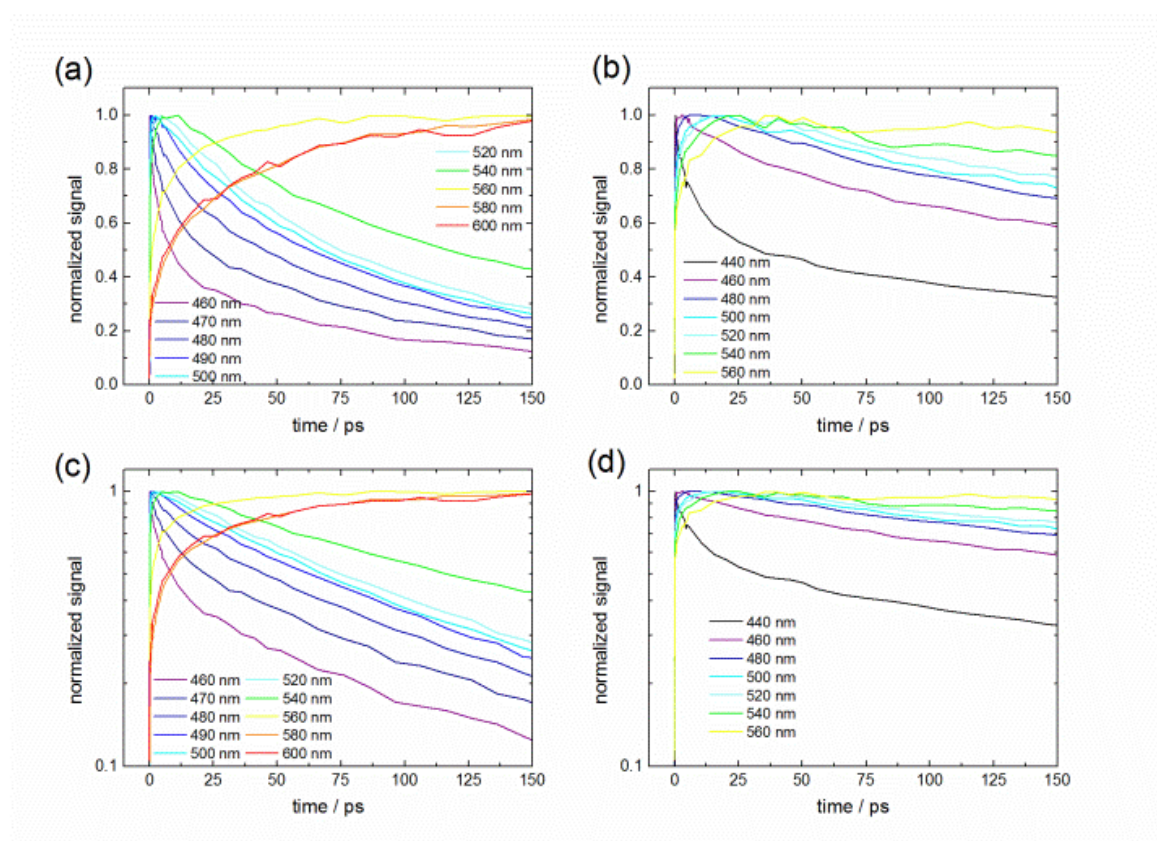 (a)
normalized signal
1.0
0.8
0.6
0.4
0.2
0.0
520 nm
540 nm
560 nm
580 nm
600 nm
460 nm
470 nm
480 nm
490 nm
500 nm
0 25 50 75 100 125 150
time / ps
(b)
normalized signal
1.0
0.8
0.6
0.4
0.2
0.0
440 nm
460 nm
480 nm
500 nm
520 nm
540 nm
560 nm
0 25 50 75 100 125 150
time / ps
(c)
normalized signal
1
0.1
460 nm 520 nm
470 nm 540 nm
480 nm 560 nm
490 nm 580 nm
500 nm 600 nm
0 25 50 75 100 125 150
time / ps
(d)
normalized signal
1
0.1
440 nm
460 nm
480 nm
500 nm
520 nm
540 nm
560 nm
0 25 50 75 100 125 150
time / ps